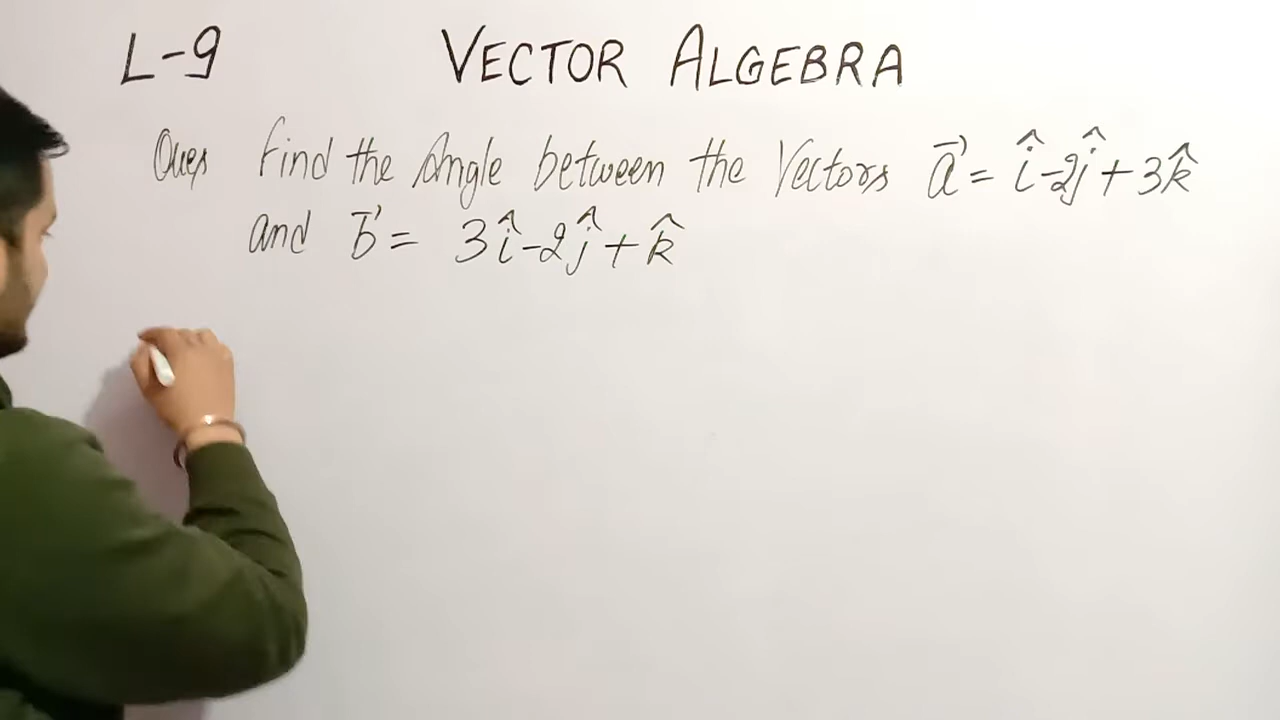 L-9 VECTOR ALGEBRA
Ques Find the Angle between the Vectors a⃗ = î-2ĵ+3k̂
and b⃗ = 3î-2ĵ+k̂